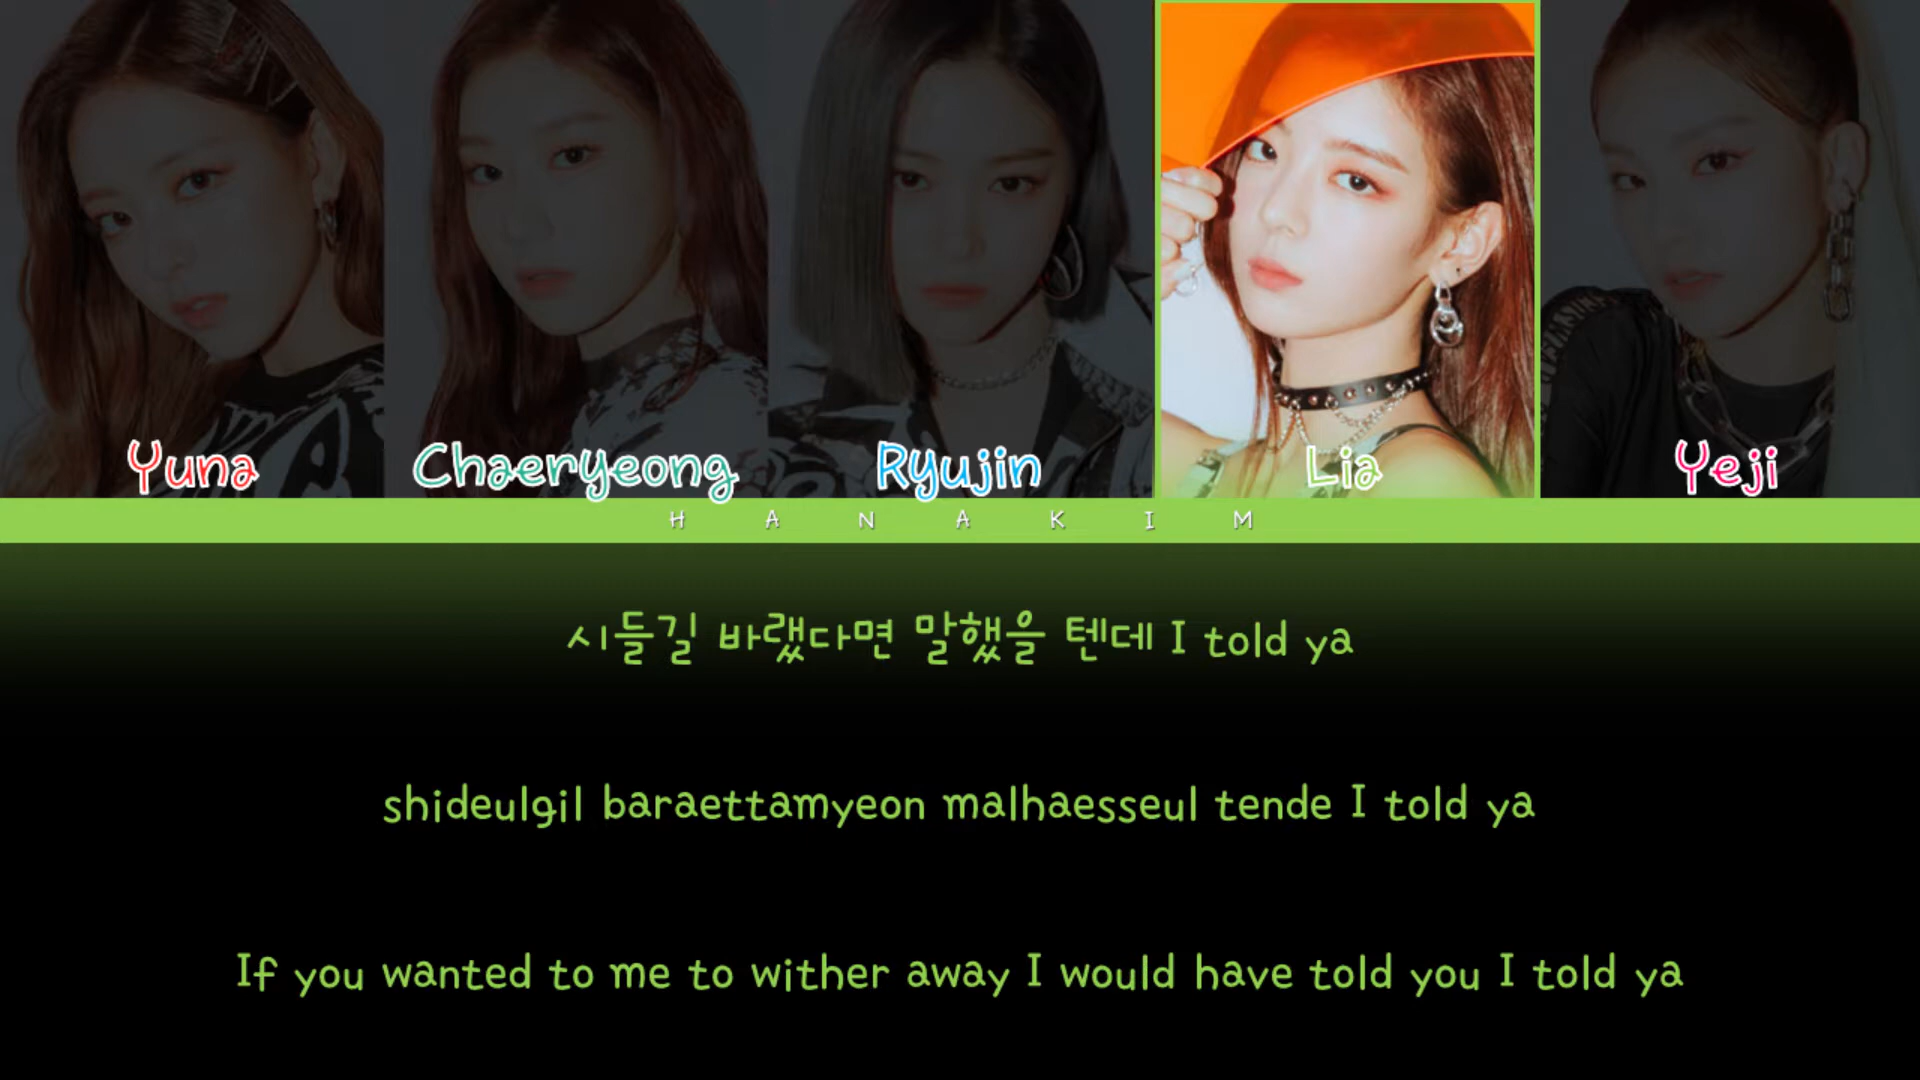 Yuna Chaeryeong Ryujin Lia Yeji
H A N A K I M
시들길 바랬다면 말했을 텐데 I told ya
shideulgil baraettamyeon malhaesseul tende I told ya
If you wanted to me to wither away I would have told you I told ya